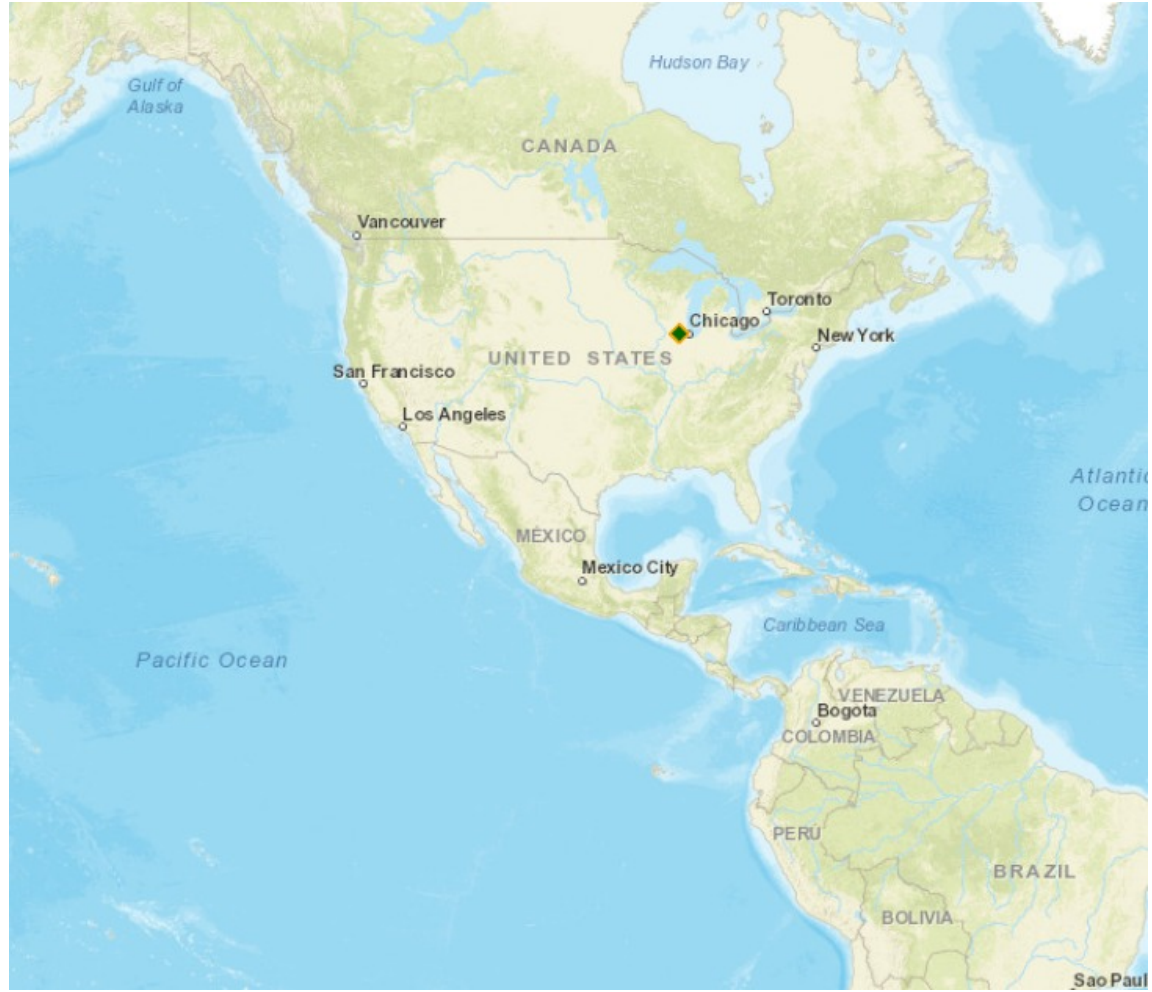 Hudson Bay
Gulf of
Alaska
CANADA
Vancouver
Toronto
Chicago
New York
UNITED STATES
San Francisco
Los Angeles
Atlantic
Ocean
MÉXICO
Mexico City
Caribbean Sea
Pacific Ocean
VENEZUELA
Bogota
COLOMBIA
PERÚ
BRAZIL
BOLIVIA
Sao Paul